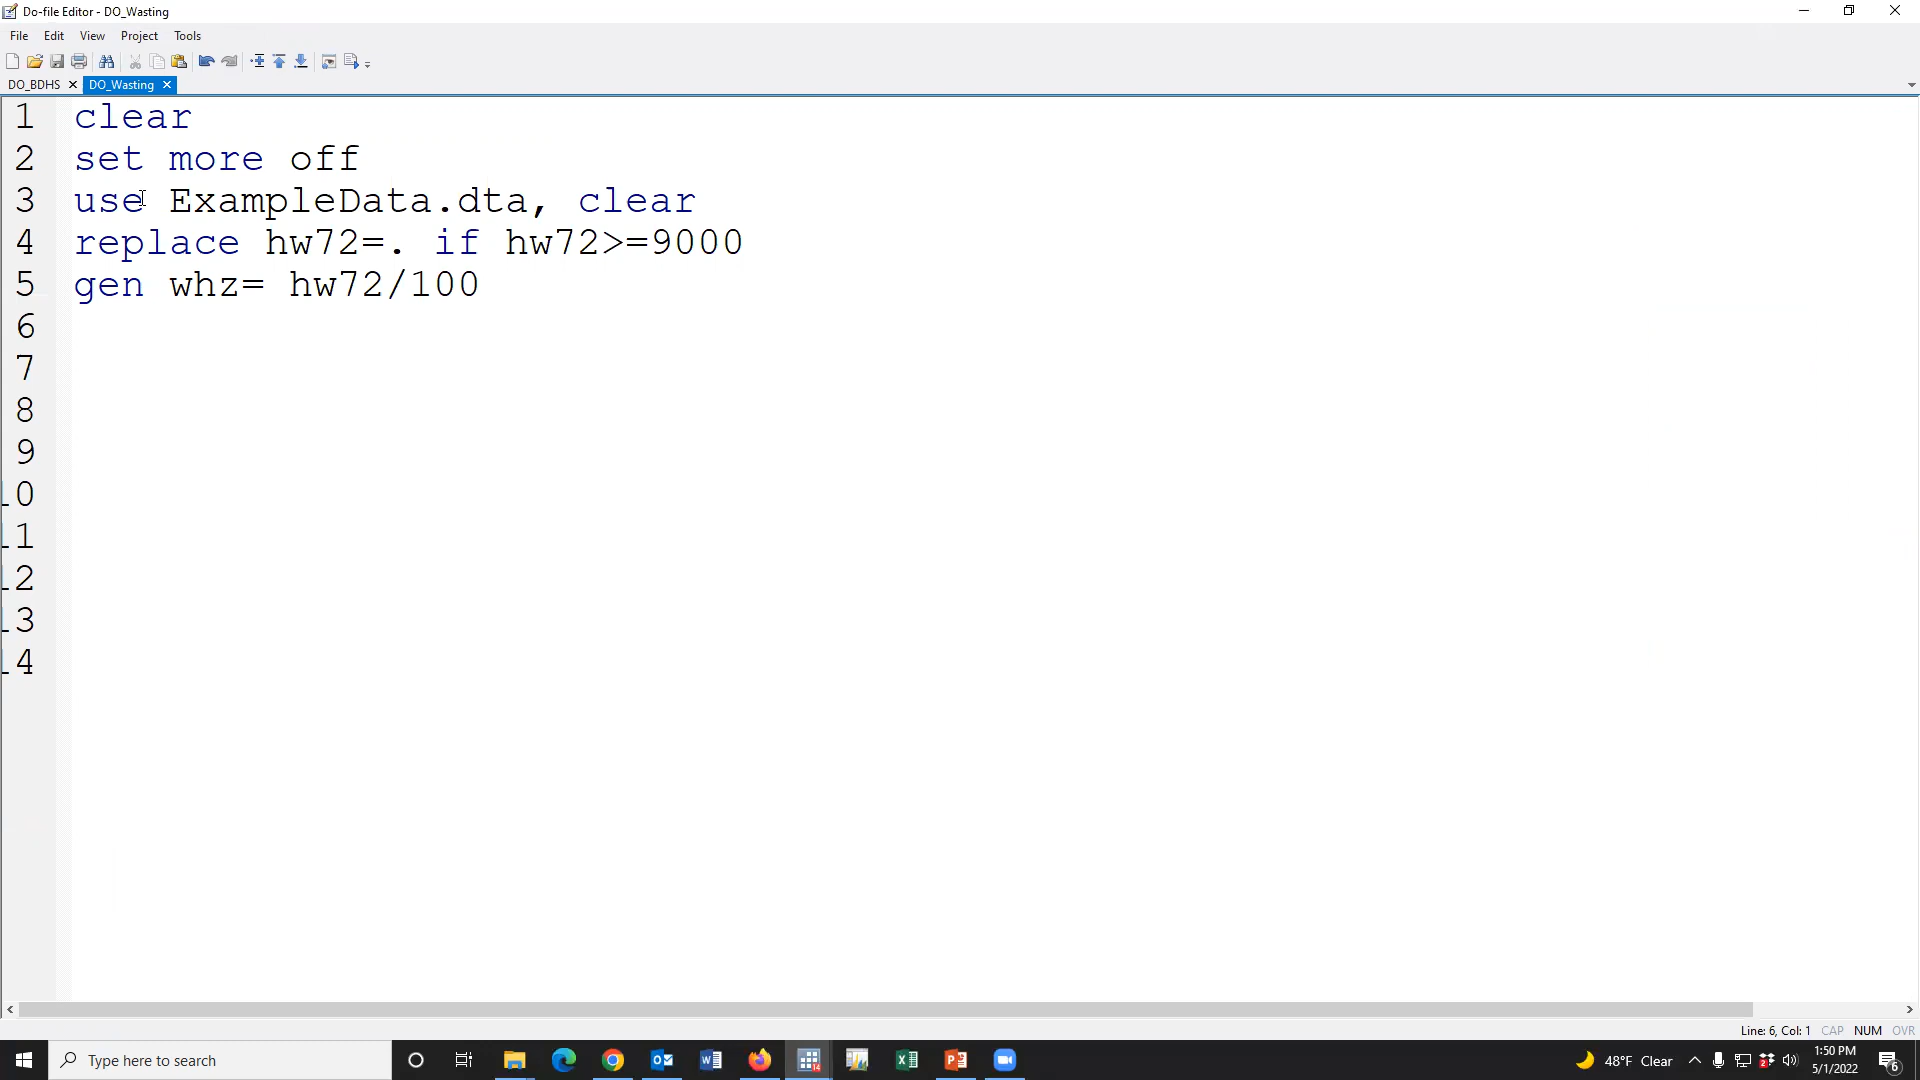 Do-file Editor - DO_Wasting
File Edit View Project Tools
DO_BDHS DO_Wasting
1 clear
2 set more off
3 use ExampleData.dta, clear
4 replace hw72=. if hw72>=9000
5 gen whz= hw72/100
6
7
8
9
10
11
12
13
14
Line: 6, Col: 1 CAP NUM OVR
Type here to search
48°F Clear
1:50 PM
5/1/2022
6